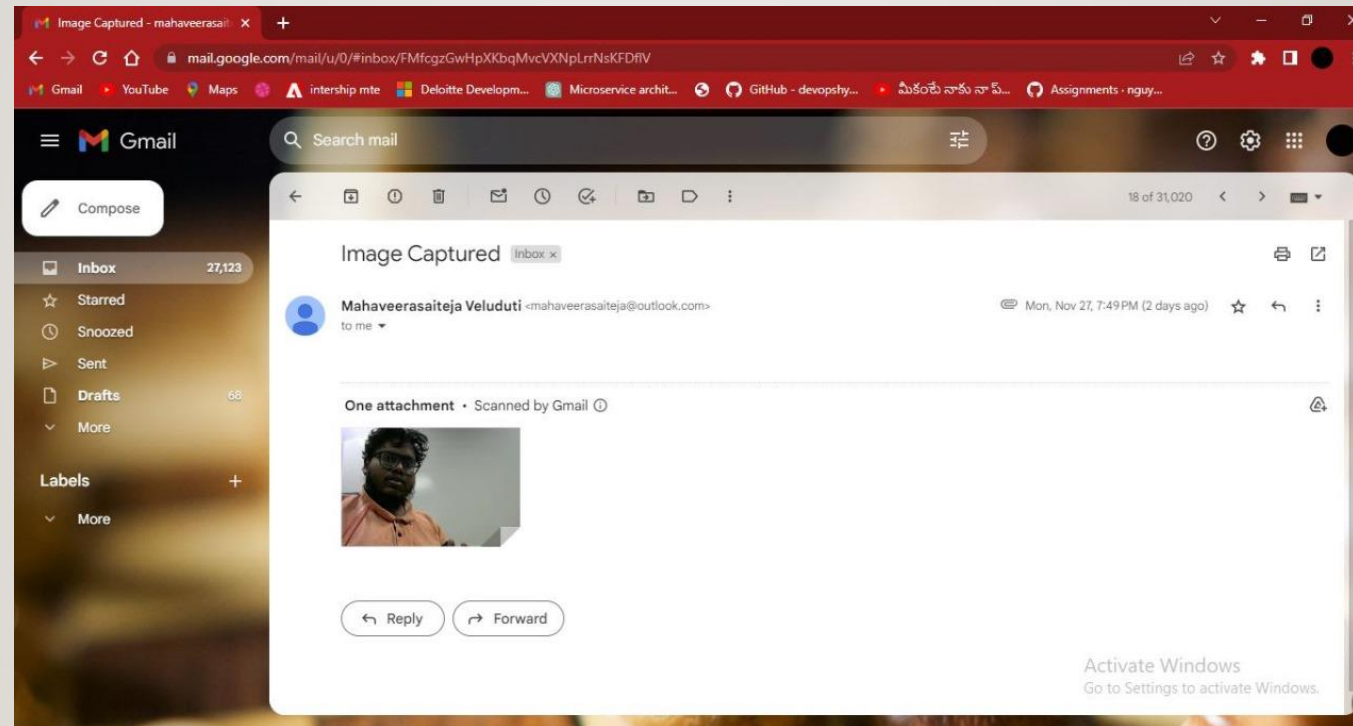 Image Captured - mahaveerasait
mail.google.com/mail/u/0/#inbox/FMfcgzGwHpXKbqMvcVXNpLrrNsKFDflV
Gmail YouTube Maps intership mte Deloitte Developm... Microservice archit... GitHub - devopshy... మీకంటే నాకు నా ఫ్... Assignments · nguy...
Gmail
Search mail
Compose
18 of 31,020
Image Captured Inbox ×
Inbox 27,123
Starred
Mahaveerasaiteja Veluduti <mahaveerasaiteja@outlook.com> Mon, Nov 27, 7:49 PM (2 days ago)
to me
Snoozed
Sent
Drafts 68
More
One attachment • Scanned by Gmail
Labels +
More
Reply Forward
Activate Windows
Go to Settings to activate Windows.